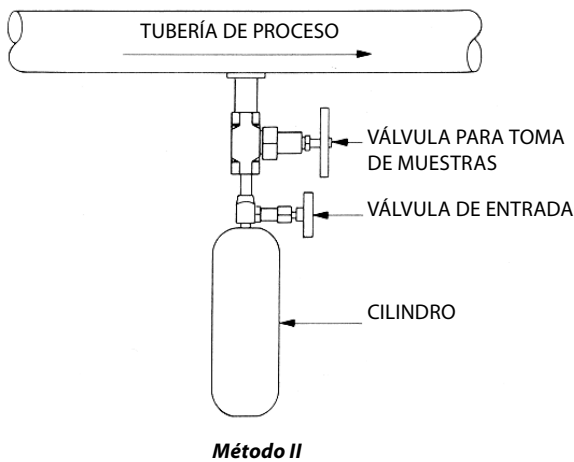 TUBERÍA DE PROCESO
VÁLVULA PARA TOMA
DE MUESTRAS
VÁLVULA DE ENTRADA
CILINDRO
Método II